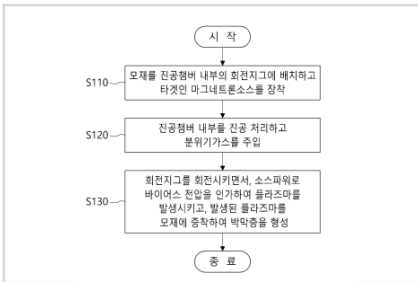 시 작
S110
모재를 진공챔버 내부의 회전지그에 배치하고
타겟인 마그네트론소스를 장착
S120
진공챔버 내부를 진공 처리하고
분위기가스를 주입
S130
회전지그를 회전시키면서, 소스파워로
바이어스 전압을 인가하여 플라즈마를
발생시키고, 발생된 플라즈마를
모재에 증착하여 박막층을 형성
종 료